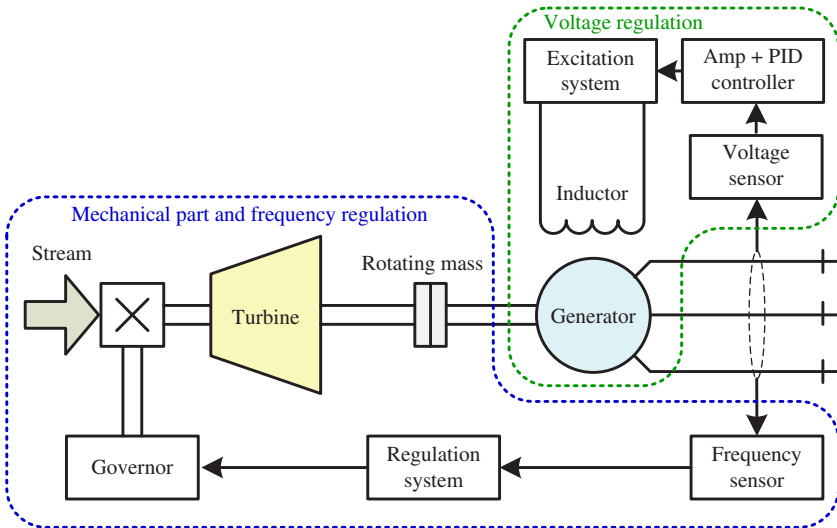 Voltage regulation
Excitation
system
Amp + PID
controller
Voltage
sensor
Inductor
Mechanical part and frequency regulation
Stream
Rotating mass
Turbine
Generator
Governor
Regulation
system
Frequency
sensor